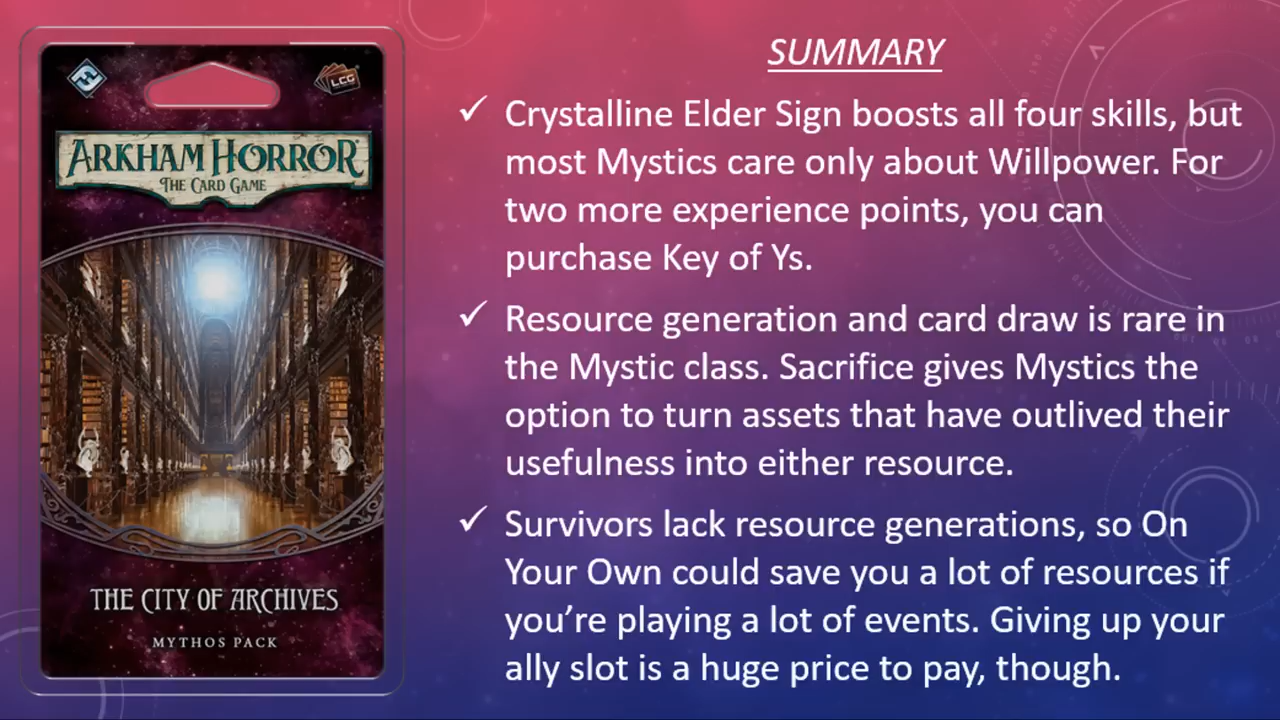 LCG
ARKHAM HORROR
THE CARD GAME
THE CITY OF ARCHIVES
MYTHOS PACK
SUMMARY
✓ Crystalline Elder Sign boosts all four skills, but
most Mystics care only about Willpower. For
two more experience points, you can
purchase Key of Ys.
✓ Resource generation and card draw is rare in
the Mystic class. Sacrifice gives Mystics the
option to turn assets that have outlived their
usefulness into either resource.
✓ Survivors lack resource generations, so On
Your Own could save you a lot of resources if
you’re playing a lot of events. Giving up your
ally slot is a huge price to pay, though.